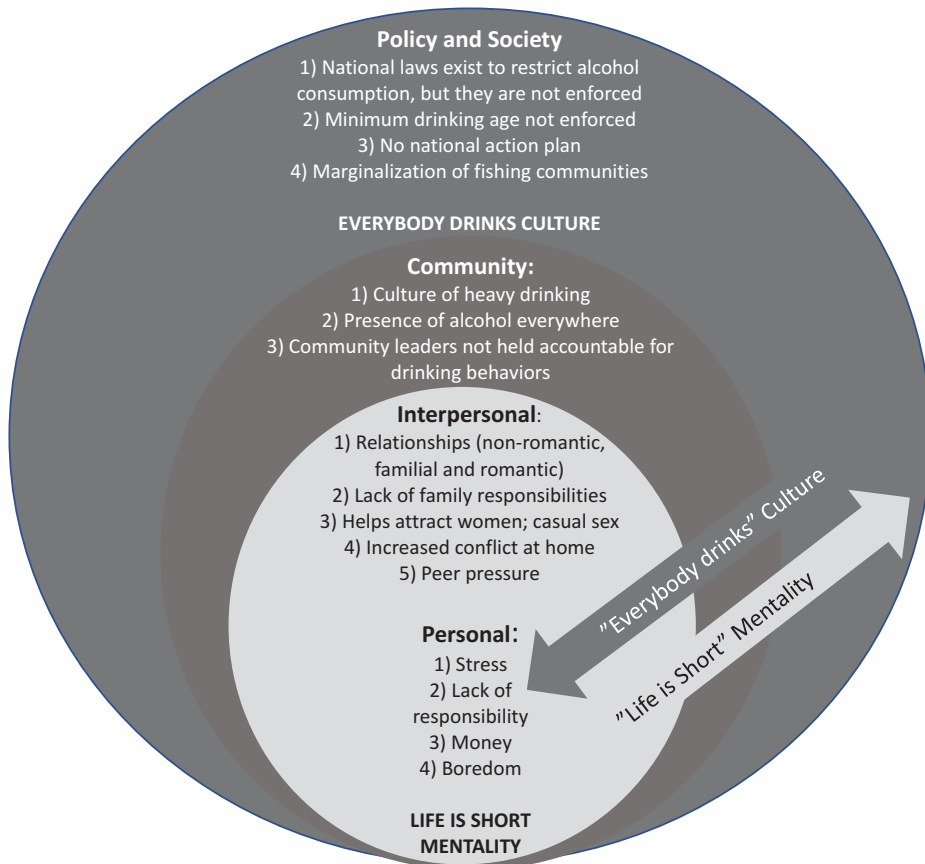 Policy and Society
1) National laws exist to restrict alcohol
consumption, but they are not enforced
2) Minimum drinking age not enforced
3) No national action plan
4) Marginalization of fishing communities
EVERYBODY DRINKS CULTURE
Community:
1) Culture of heavy drinking
2) Presence of alcohol everywhere
3) Community leaders not held accountable for
drinking behaviors
Interpersonal:
1) Relationships (non-romantic,
familial and romantic)
2) Lack of family responsibilities
3) Helps attract women; casual sex
4) Increased conflict at home
5) Peer pressure
”Everybody drinks” Culture
”Life is Short” Mentality
Personal:
1) Stress
2) Lack of
responsibility
3) Money
4) Boredom
LIFE IS SHORT
MENTALITY